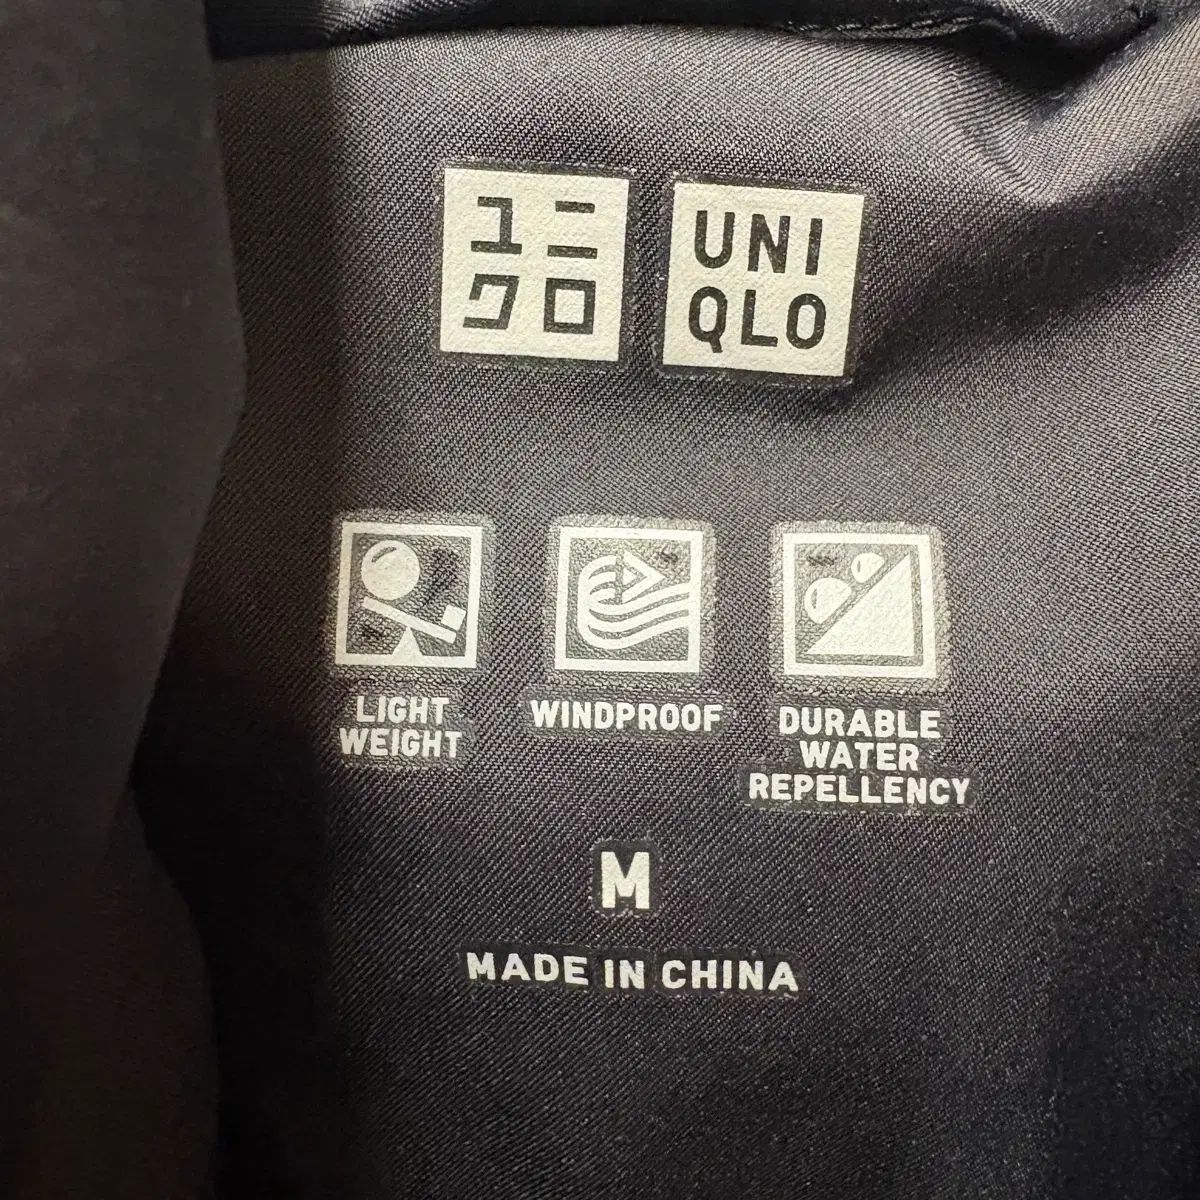 ユニ
クロ
UNI
QLO
LIGHT
WEIGHT
WINDPROOF
DURABLE
WATER
REPELLENCY
M
MADE IN CHINA